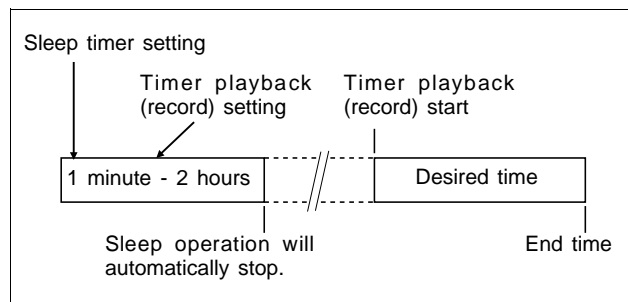 Sleep timer setting
Timer playback
(record) setting
Timer playback
(record) start
1 minute - 2 hours
Desired time
Sleep operation will
automatically stop.
End time